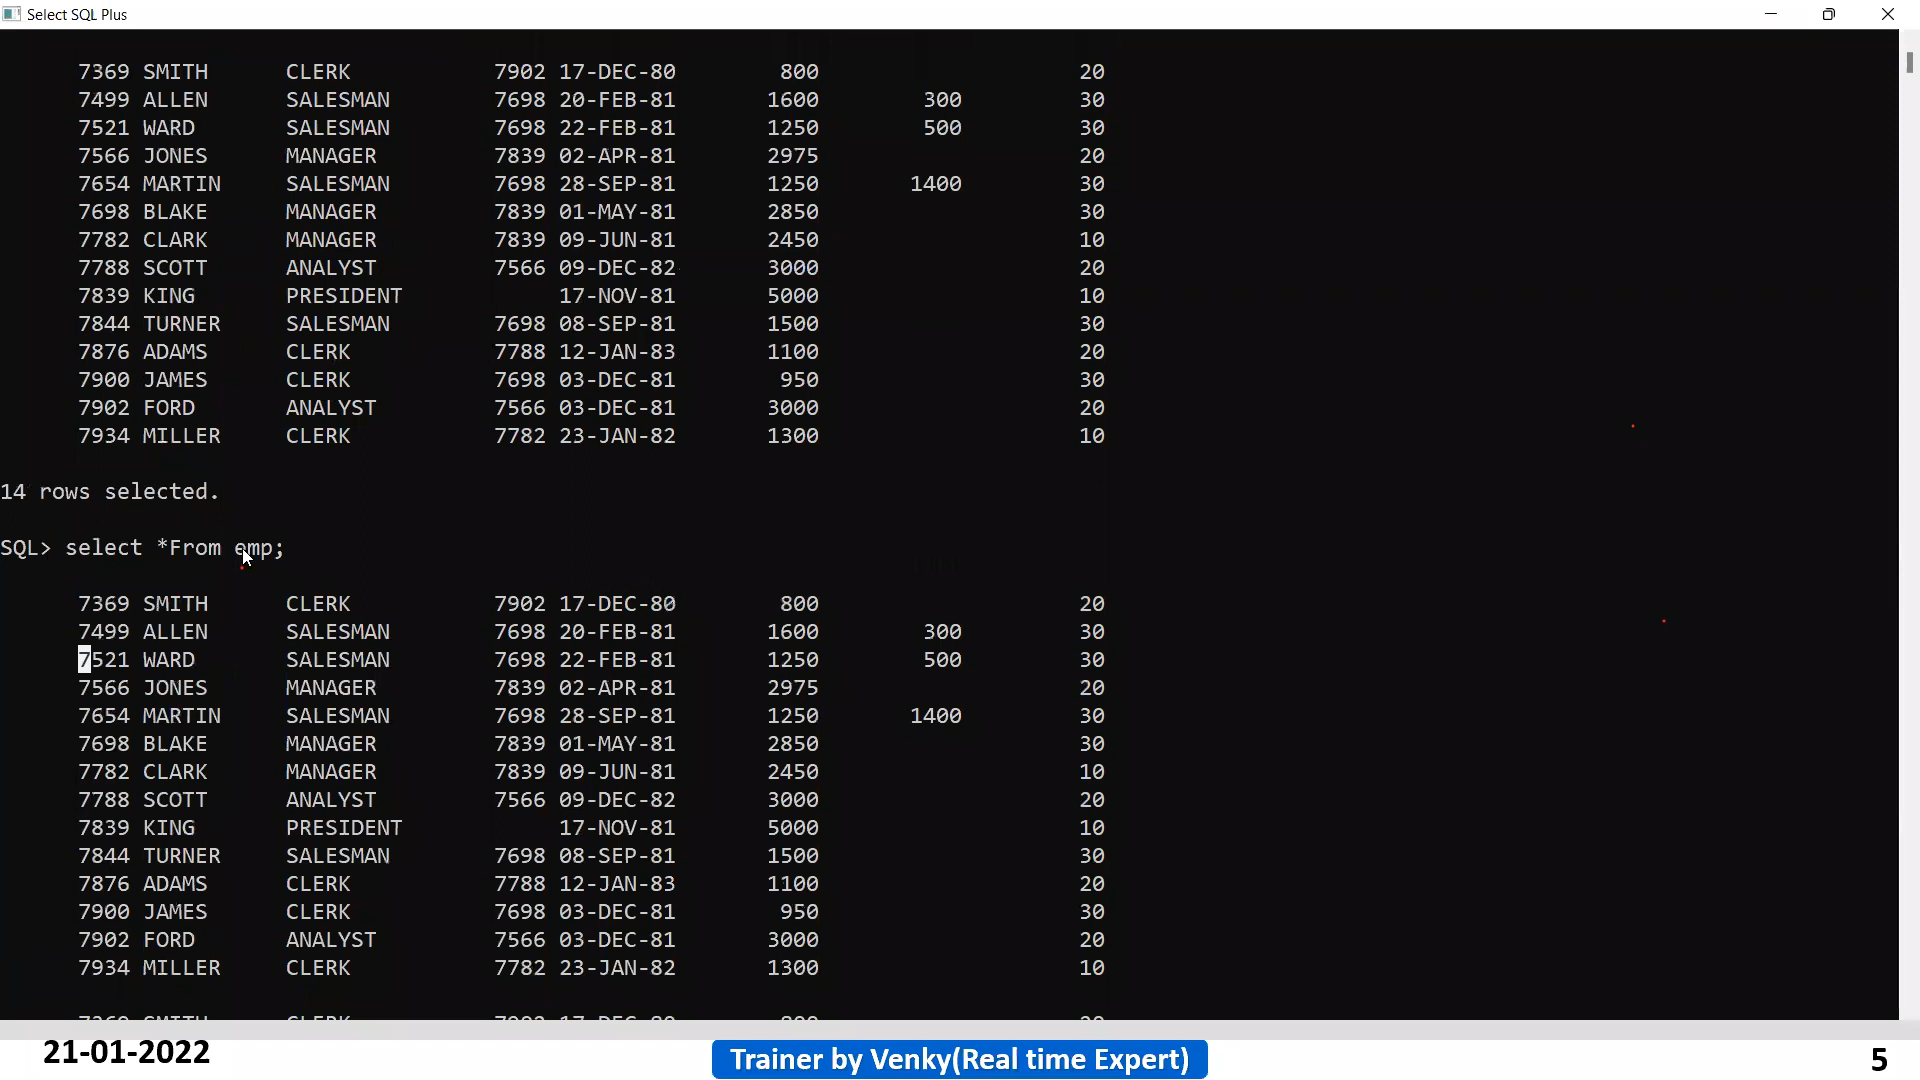 Select SQL Plus
7369 SMITH CLERK 7902 17-DEC-80 800 20
7499 ALLEN SALESMAN 7698 20-FEB-81 1600 300 30
7521 WARD SALESMAN 7698 22-FEB-81 1250 500 30
7566 JONES MANAGER 7839 02-APR-81 2975 20
7654 MARTIN SALESMAN 7698 28-SEP-81 1250 1400 30
7698 BLAKE MANAGER 7839 01-MAY-81 2850 30
7782 CLARK MANAGER 7839 09-JUN-81 2450 10
7788 SCOTT ANALYST 7566 09-DEC-82 3000 20
7839 KING PRESIDENT 17-NOV-81 5000 10
7844 TURNER SALESMAN 7698 08-SEP-81 1500 30
7876 ADAMS CLERK 7788 12-JAN-83 1100 20
7900 JAMES CLERK 7698 03-DEC-81 950 30
7902 FORD ANALYST 7566 03-DEC-81 3000 20
7934 MILLER CLERK 7782 23-JAN-82 1300 10
14 rows selected.
SQL> select *From emp;
7369 SMITH CLERK 7902 17-DEC-80 800 20
7499 ALLEN SALESMAN 7698 20-FEB-81 1600 300 30
7521 WARD SALESMAN 7698 22-FEB-81 1250 500 30
7566 JONES MANAGER 7839 02-APR-81 2975 20
7654 MARTIN SALESMAN 7698 28-SEP-81 1250 1400 30
7698 BLAKE MANAGER 7839 01-MAY-81 2850 30
7782 CLARK MANAGER 7839 09-JUN-81 2450 10
7788 SCOTT ANALYST 7566 09-DEC-82 3000 20
7839 KING PRESIDENT 17-NOV-81 5000 10
7844 TURNER SALESMAN 7698 08-SEP-81 1500 30
7876 ADAMS CLERK 7788 12-JAN-83 1100 20
7900 JAMES CLERK 7698 03-DEC-81 950 30
7902 FORD ANALYST 7566 03-DEC-81 3000 20
7934 MILLER CLERK 7782 23-JAN-82 1300 10
21-01-2022
Trainer by Venky(Real time Expert)
5